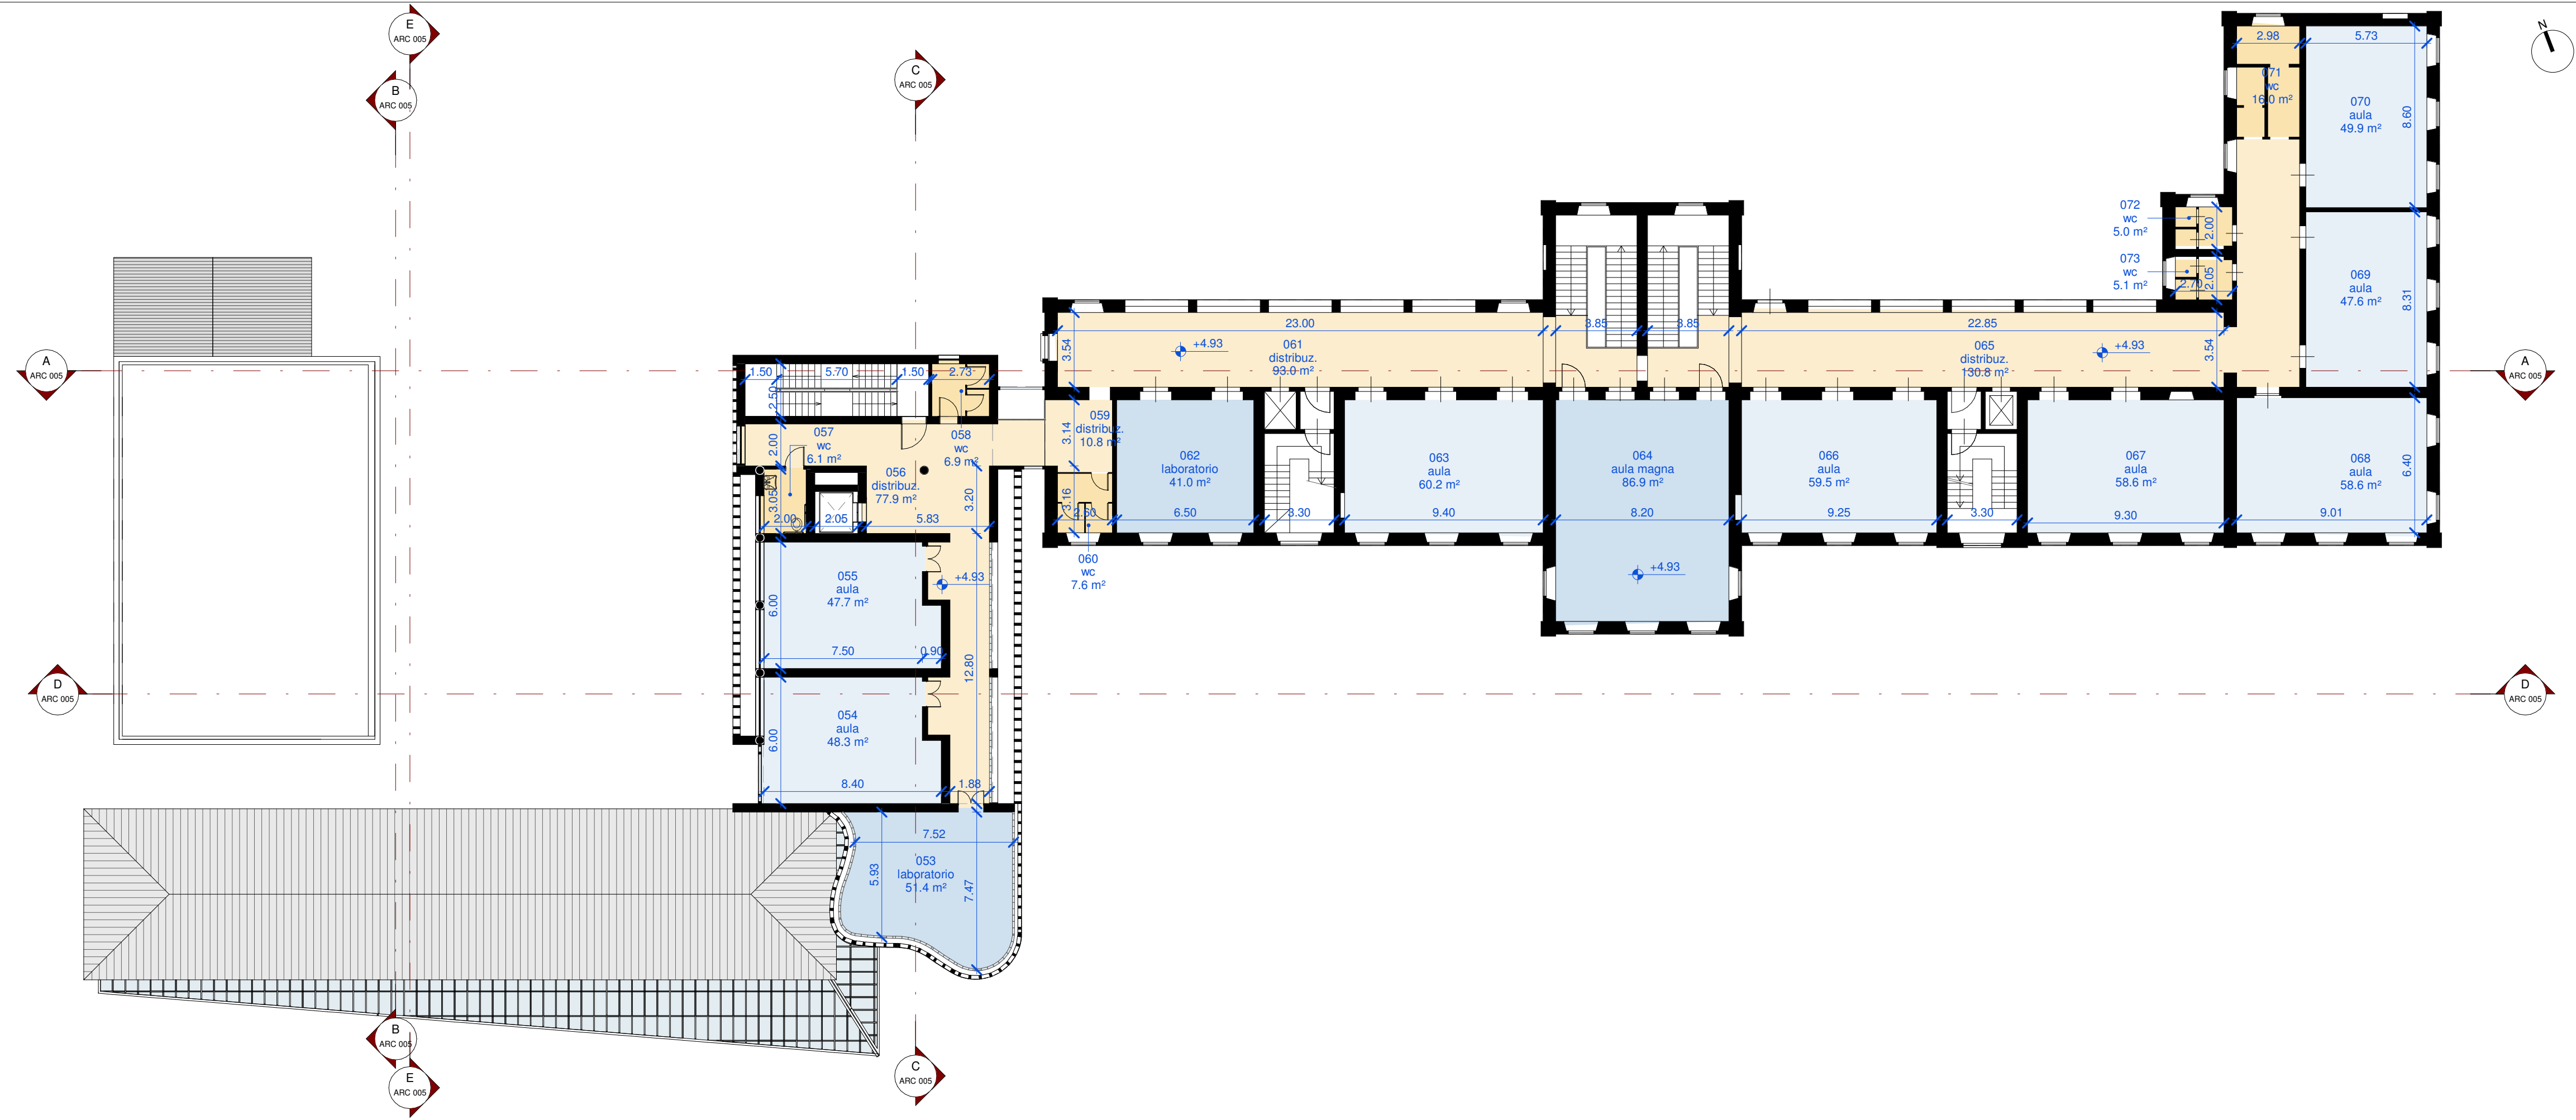 E
ARC 005
B
ARC 005
C
ARC 005
N
2.98
5.73
071
wc
16.0 m²
070
aula
49.9 m²
8.60
072
wc
5.0 m²
2.00
073
wc
5.1 m²
2.05
2.70
069
aula
47.6 m²
8.31
23.00
3.85
3.85
22.85
3.54
+4.93
061
distribuz.
93.0 m²
065
distribuz.
130.8 m²
+4.93
3.54
A
ARC 005
A
ARC 005
1.50
5.70
1.50
2.73
2.50
2.00
057
wc
6.1 m²
058
wc
6.9 m²
3.14
059
distribuz.
10.8 m²
056
distribuz.
77.9 m²
3.05
3.20
3.16
2.00
2.05
5.83
2.60
062
laboratorio
41.0 m²
6.50
3.30
063
aula
60.2 m²
9.40
064
aula magna
86.9 m²
8.20
066
aula
59.5 m²
9.25
3.30
067
aula
58.6 m²
9.30
068
aula
58.6 m²
6.40
9.01
060
wc
7.6 m²
+4.93
+4.93
055
aula
47.7 m²
6.00
7.50
0.90
12.80
D
ARC 005
D
ARC 005
054
aula
48.3 m²
6.00
8.40
1.88
7.52
053
laboratorio
51.4 m²
5.93
7.47
B
ARC 005
E
ARC 005
C
ARC 005